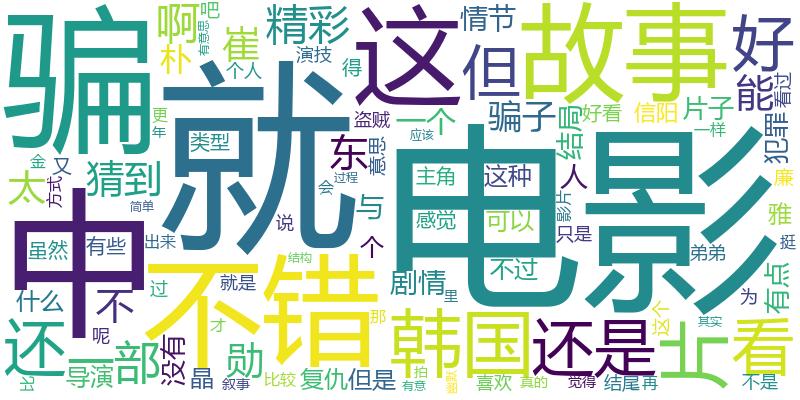 骗
就
这
故事
电影
中
不错
好
但
能
啊
吧
有意思
精彩
情节
崔
朴
个人
演技
得
骗子
好看
信阳
片子
犯罪
看过
更
年
类型
盗贼
一个
应该
结局
一样
金
又
太
方式
猜到
东
意思
主角
这种
人
廉
过程
会
简单
与
感觉
可以
影片
只是
雅
虽然
有些
出来
说
个
不过
弟弟
挺
结构
就是
剧情
里
有点
为
什么
不
过
那
韩国
还是
片
看
这个
其实
呢
才
还
一部
没有
勋
导演
晶
叙事
比较
复仇
但是
拍
有意
喜欢
真的
觉得
结尾
再
不是
比